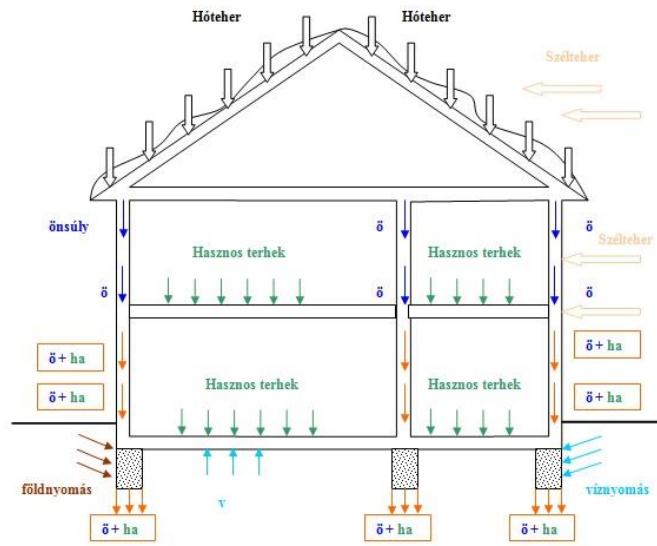 Hóteher
Hóteher
Szélteher
önsúly
ö
ö
Hasznos terhek
Hasznos terhek
Szélteher
ö
ö
ö
ö + ha
ö + ha
ö + ha
ö + ha
Hasznos terhek
Hasznos terhek
földnyomás
v
víznyomás
ö + ha
ö + ha
ö + ha